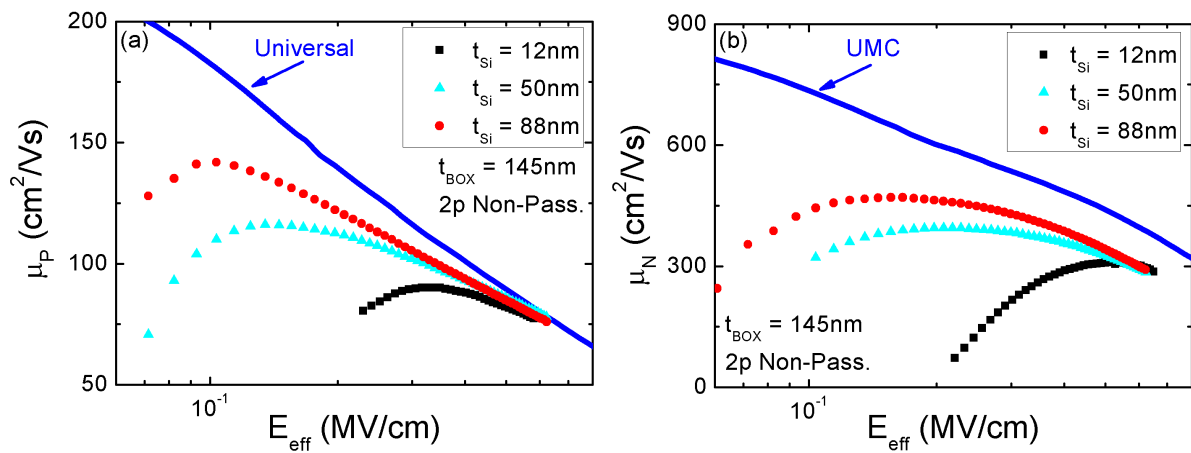 (a)
Universal
t_Si = 12nm
t_Si = 50nm
t_Si = 88nm
t_BOX = 145nm
2p Non-Pass.
200
150
100
50
μ_P (cm²/Vs)
10⁻¹
E_eff (MV/cm)
(b)
UMC
t_Si = 12nm
t_Si = 50nm
t_Si = 88nm
t_BOX = 145nm
2p Non-Pass.
900
600
300
0
μ_N (cm²/Vs)
10⁻¹
E_eff (MV/cm)